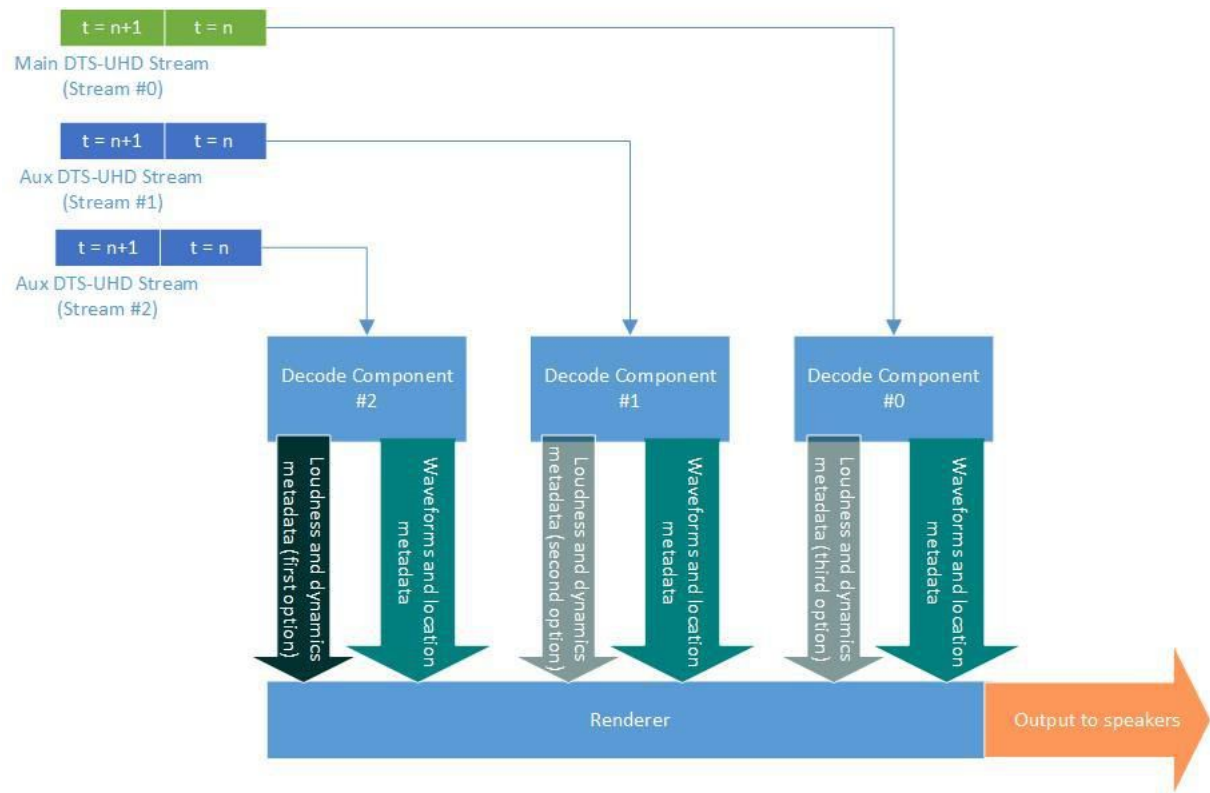 t = n+1
t = n
Main DTS-UHD Stream
(Stream #0)
t = n+1
t = n
Aux DTS-UHD Stream
(Stream #1)
t = n+1
t = n
Aux DTS-UHD Stream
(Stream #2)
Decode Component
#2
Decode Component
#1
Decode Component
#0
Loudness and dynamics
metadata (first option)
Waveforms and location
metadata
Loudness and dynamics
metadata (second option)
Waveforms and location
metadata
Loudness and dynamics
metadata (third option)
Waveforms and location
metadata
Renderer
Output to speakers